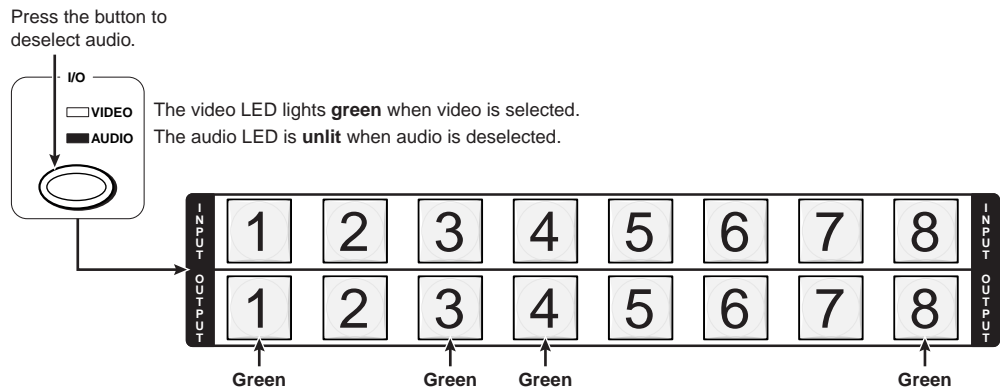 Press the button to
deselect audio.
I/O
VIDEO The video LED lights green when video is selected.
AUDIO The audio LED is unlit when audio is deselected.
INPUT 1 2 3 4 5 6 7 8 INPUT
OUTPUT 1 2 3 4 5 6 7 8 OUTPUT
Green Green Green Green